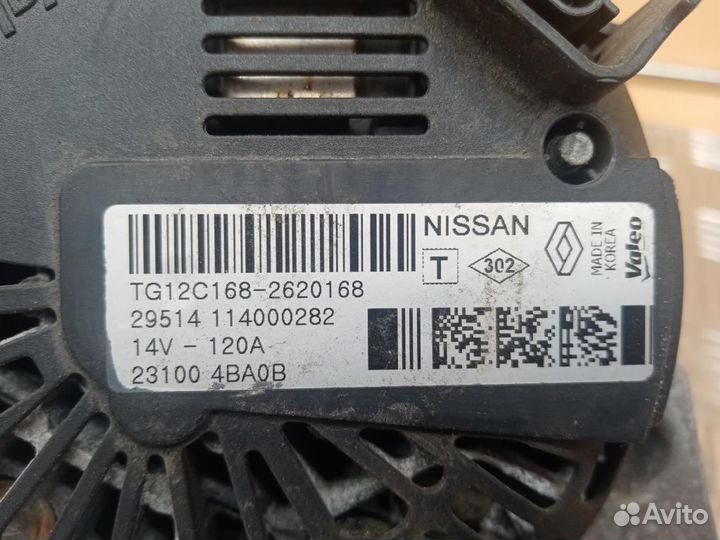 NISSAN
T
302
MADE IN
KOREA
Valeo
TG12C168-2620168
29514 114000282
14V - 120A
23100 4BA0B
Avito